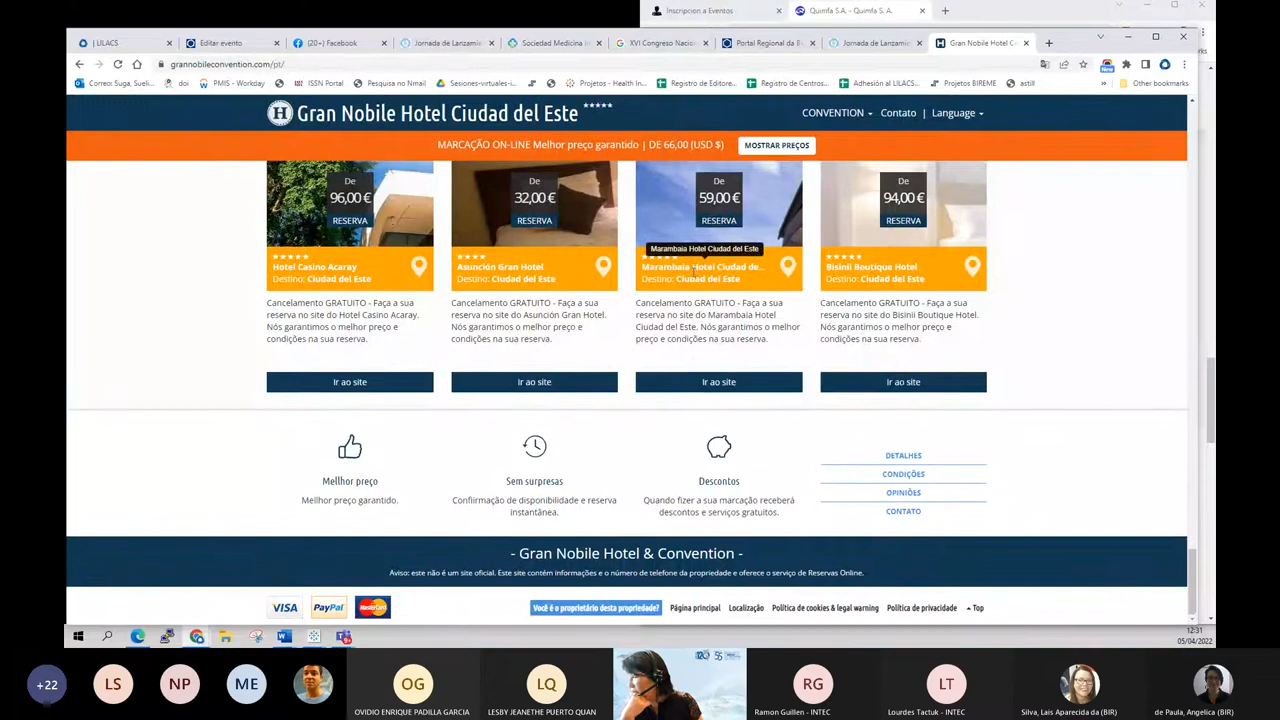 Inscripcion a Eventos
Quimfa S.A. - Quimfa S. A.
| LILACS
Editar evento
(20+) Facebook
Jornada de Lanzamie
Sociedad Medicina In
XVI Congreso Nacio
Portal Regional da B
Jornada de Lanzamie
Gran Nobile Hotel C
grannobileconvention.com/pt/
Correo: Suga, Sueli...
doi
PMIS - Workday
ISSN Portal
Pesquisa no Nmail
Sesiones-virtuales-i...
Projetos - Health In...
Registro de Editore...
Registro de Centros...
Adhesión al LILACS...
Projetos BIREME
astill
Other bookmarks
Gran Nobile Hotel Ciudad del Este
CONVENTION
Contato
|
Language
MARCAÇÃO ON-LINE Melhor preço garantido | DE 66,00 (USD $)
MOSTRAR PREÇOS
De
96,00 €
RESERVA
De
32,00 €
RESERVA
De
59,00 €
RESERVA
De
94,00 €
RESERVA
Marambaia Hotel Ciudad del Este
Hotel Casino Acaray
Destino: Ciudad del Este
Asunción Gran Hotel
Destino: Ciudad del Este
Marambaia Hotel Ciudad de...
Destino: Ciudad del Este
Bisinii Boutique Hotel
Destino: Ciudad del Este
Cancelamento GRATUITO - Faça a sua
reserva no site do Hotel Casino Acaray.
Nós garantimos o melhor preço e
condições na sua reserva.
Cancelamento GRATUITO - Faça a sua
reserva no site do Asunción Gran Hotel.
Nós garantimos o melhor preço e
condições na sua reserva.
Cancelamento GRATUITO - Faça a sua
reserva no site do Marambaia Hotel
Ciudad del Este. Nós garantimos o melhor
preço e condições na sua reserva.
Cancelamento GRATUITO - Faça a sua
reserva no site do Bisinii Boutique Hotel.
Nós garantimos o melhor preço e
condições na sua reserva.
Ir ao site
Ir ao site
Ir ao site
Ir ao site
Mellhor preço
Mellhor preço garantido.
Sem surpresas
Confiirmação de disponibilidade e reserva
instantânea.
Descontos
Quando fizer a sua marcação receberá
descontos e serviços gratuitos.
DETALHES
CONDIÇÕES
OPINIÕES
CONTATO
- Gran Nobile Hotel & Convention -
Aviso: este não é um site oficial. Este site contém informações e o número de telefone da propriedade e oferece o serviço de Reservas Online.
VISA
PayPal
MasterCard
Você é o proprietário desta propriedade?
Página principal
Localização
Política de cookies & legal warning
Política de privacidade
Top
12:31
05/04/2022
+22
LS
NP
ME
OG
OVIDIO ENRIQUE PADILLA GARCIA
LQ
LESBY JEANETHE PUERTO QUAN
RG
Ramon Guillen - INTEC
LT
Lourdes Tactuk - INTEC
Silva, Lais Aparecida da (BIR)
de Paula, Angelica (BIR)